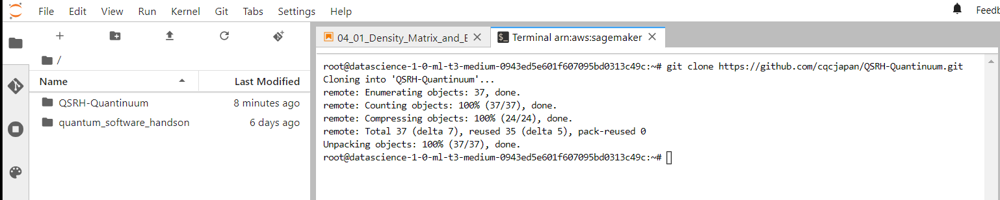 File Edit View Run Kernel Git Tabs Settings Help
Feedb
04_01_Density_Matrix_and_E
$_ Terminal arn:aws:sagemaker
/
Name Last Modified
QSRH-Quantinuum 8 minutes ago
quantum_software_handson 6 days ago
root@datascience-1-0-ml-t3-medium-0943ed5e601f607095bd0313c49c:~# git clone https://github.com/cqcjapan/QSRH-Quantinuum.git
Cloning into 'QSRH-Quantinuum'...
remote: Enumerating objects: 37, done.
remote: Counting objects: 100% (37/37), done.
remote: Compressing objects: 100% (24/24), done.
remote: Total 37 (delta 7), reused 35 (delta 5), pack-reused 0
Unpacking objects: 100% (37/37), done.
root@datascience-1-0-ml-t3-medium-0943ed5e601f607095bd0313c49c:~#